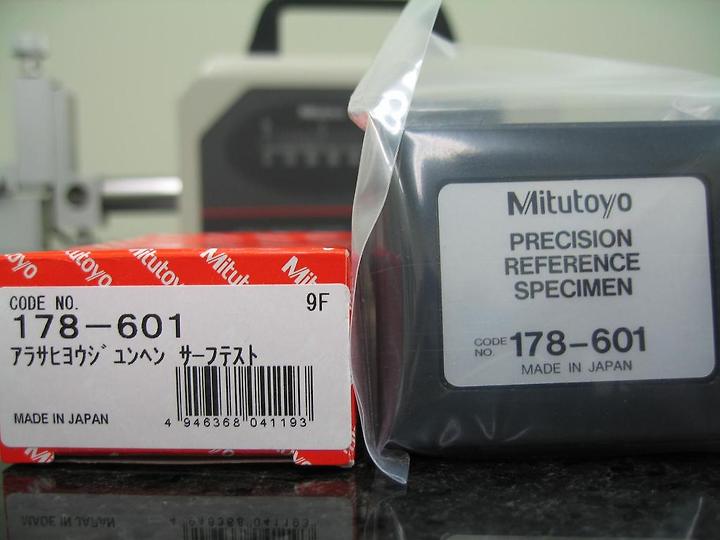 Mitutoyo
CODE NO.
9F
178-601
アラサヒヨウジユンヘン サーフテスト
MADE IN JAPAN
4 946368 041193
Mitutoyo
PRECISION
REFERENCE
SPECIMEN
CODE NO. 178-601
MADE IN JAPAN